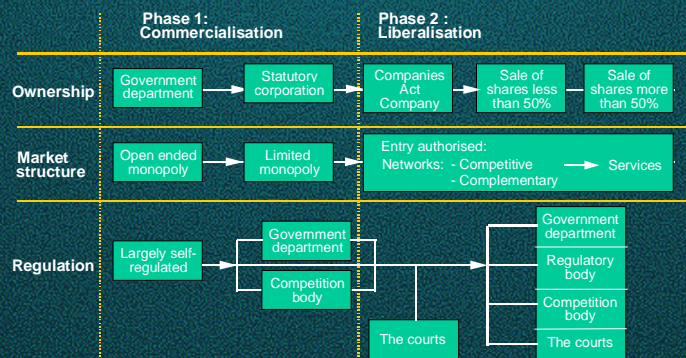 Phase 1:
Commercialisation
Phase 2 :
Liberalisation
Ownership
Government
department
Statutory
corporation
Companies
Act
Company
Sale of
shares less
than 50%
Sale of
shares more
than 50%
Market
structure
Open ended
monopoly
Limited
monopoly
Entry authorised:
Networks: - Competitive
- Complementary
Services
Regulation
Largely self-
regulated
Government
department
Competition
body
The courts
Government
department
Regulatory
body
Competition
body
The courts